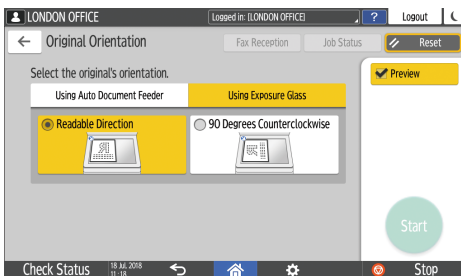 LONDON OFFICE Logged in: [LONDON OFFICE] ? Logout
Original Orientation Fax Reception Job Status Reset
Select the original's orientation.
Preview
Using Auto Document Feeder Using Exposure Glass
Readable Direction 90 Degrees Counterclockwise
Start
Check Status 18 Jul. 2018 Stop
11:18